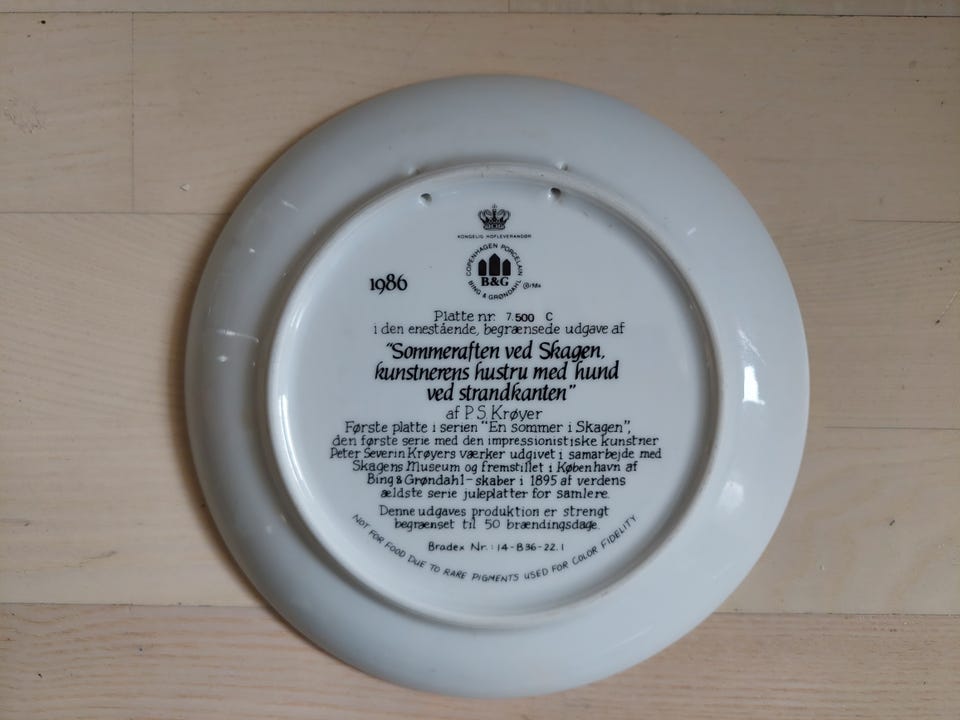 KONGELIG HOFLEVERANDØR
COPENHAGEN PORCELAIN
B&G
BING & GRØNDAHL
1986
Platte nr. 7.500 C
i den enestående, begrænsede udgave af
"Sommeraften ved Skagen,
kunstnerens hustru med hund
ved strandkanten"
af P.S. Krøyer
Første platte i serien "En sommer i Skagen",
den første serie med den impressionistiske kunstner
Peter Severin Krøyers værker udgivet i samarbejde med
Skagens Museum og fremstillet i København af
Bing & Grøndahl - skaber i 1895 af verdens
ældste serie juleplatter for samlere.
Denne udgaves produktion er strengt
begrænset til 50 brændingsdage.
Bradex Nr.: 14-B36-22.1
NOT FOR FOOD DUE TO RARE PIGMENTS USED FOR COLOR FIDELITY.